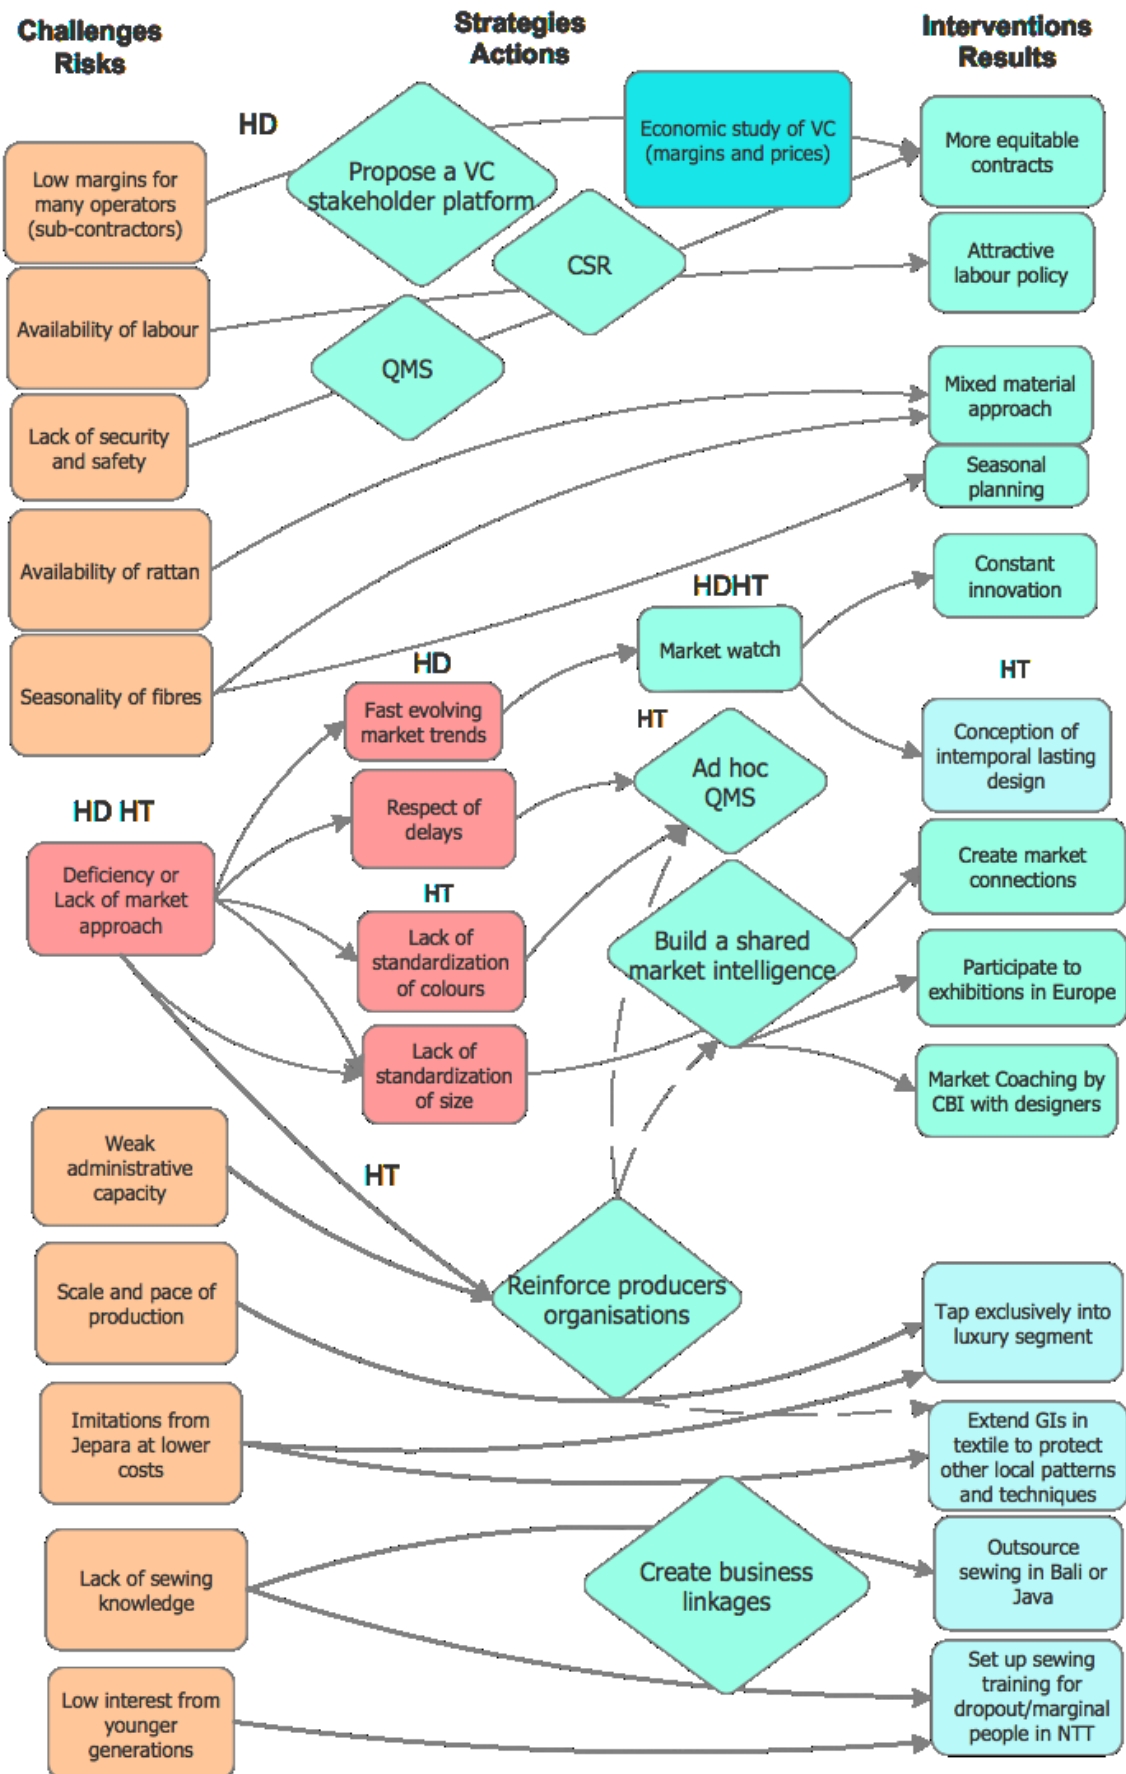 Challenges
Risks
Strategies
Actions
Interventions
Results
HD
Low margins for
many operators
(sub-contractors)
Propose a VC
stakeholder platform
Economic study of VC
(margins and prices)
More equitable
contracts
Availability of labour
CSR
Attractive
labour policy
Lack of security
and safety
QMS
Mixed material
approach
Seasonal
planning
Availability of rattan
Constant
innovation
Seasonality of fibres
HDHT
Market watch
HD
Fast evolving
market trends
HT
Conception of
intemporal lasting
design
HT
Ad hoc
QMS
Respect of
delays
HD HT
Deficiency or
Lack of market
approach
HT
Lack of
standardization
of colours
Build a shared
market intelligence
Create market
connections
Participate to
exhibitions in Europe
Lack of
standardization
of size
Market Coaching by
CBI with designers
Weak
administrative
capacity
HT
Scale and pace of
production
Reinforce producers
organisations
Tap exclusively into
luxury segment
Imitations from
Jepara at lower
costs
Extend GIs in
textile to protect
other local patterns
and techniques
Lack of sewing
knowledge
Create business
linkages
Outsource
sewing in Bali or
Java
Low interest from
younger
generations
Set up sewing
training for
dropout/marginal
people in NTT